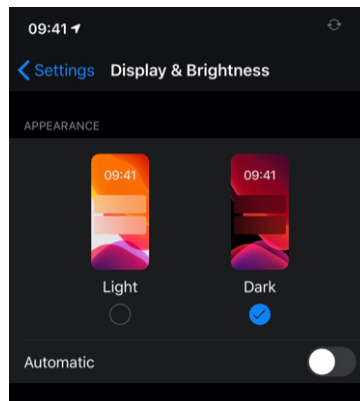 09:41
Settings Display & Brightness
APPEARANCE
09:41 09:41
Light Dark
Automatic